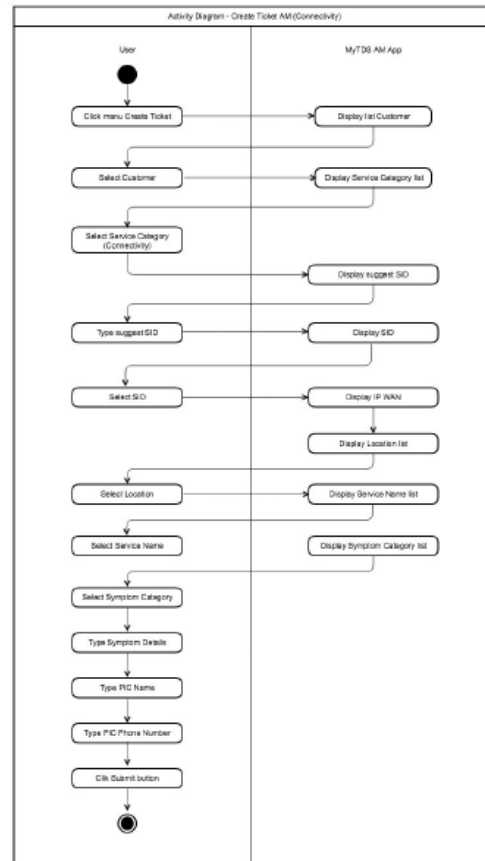 Activity Diagram - Create Ticket AM (Connectivity)
User
MyTDS AM App
Click menu Create Ticket
Display list Customer
Select Customer
Display Service Category list
Select Service Category
(Connectivity)
Display suggest SID
Type suggest SID
Display SID
Select SID
Display IP WAN
Display Location list
Select Location
Display Service Name list
Select Service Name
Display Symptom Category list
Select Symptom Category
Type Symptom Details
Type PIC Name
Type PIC Phone Number
Clik Submit button